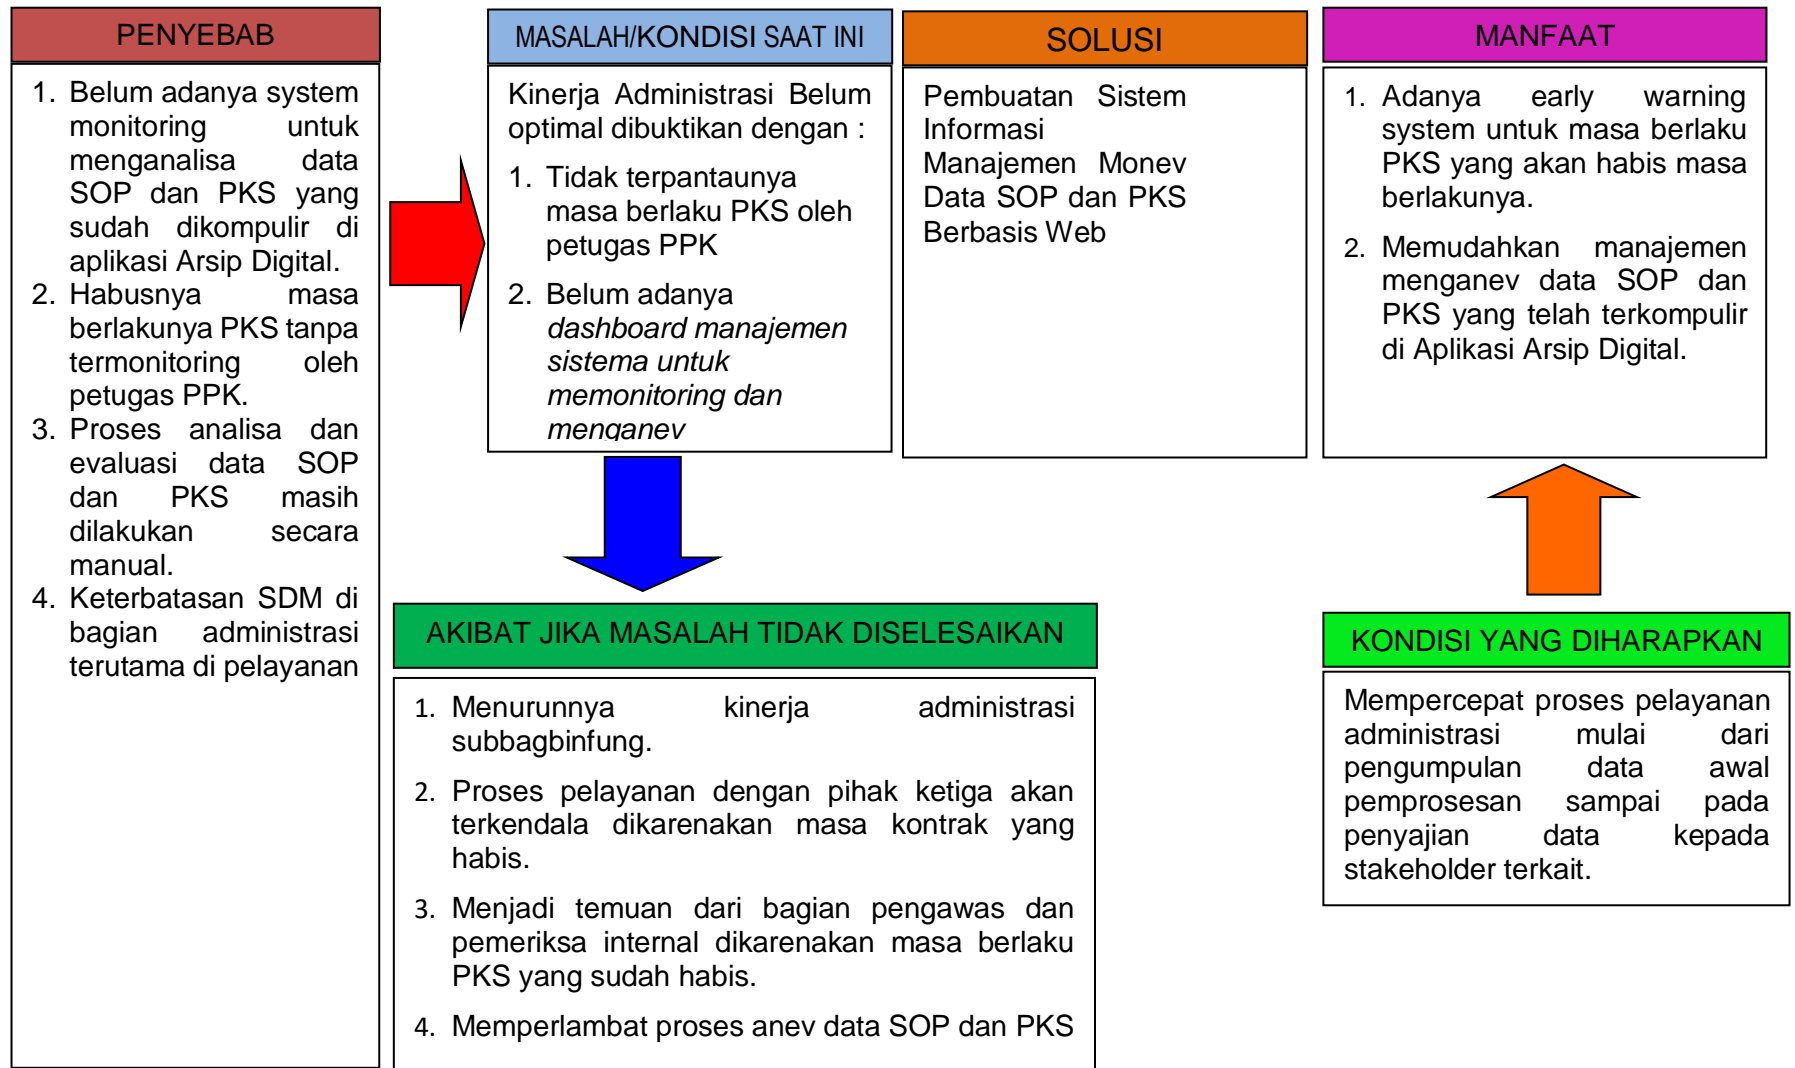 PENYEBAB
1. Belum adanya system
monitoring untuk
menganalisa data
SOP dan PKS yang
sudah dikompulir di
aplikasi Arsip Digital.
2. Habusnya masa
berlakunya PKS tanpa
termonitoring oleh
petugas PPK.
3. Proses analisa dan
evaluasi data SOP
dan PKS masih
dilakukan secara
manual.
4. Keterbatasan SDM di
bagian administrasi
terutama di pelayanan
MASALAH/KONDISI SAAT INI
Kinerja Administrasi Belum
optimal dibuktikan dengan :
1. Tidak terpantaunya
masa berlaku PKS oleh
petugas PPK
2. Belum adanya
dashboard manajemen
sistema untuk
memonitoring dan
menganev
SOLUSI
Pembuatan Sistem
Informasi
Manajemen Monev
Data SOP dan PKS
Berbasis Web
MANFAAT
1. Adanya early warning
system untuk masa berlaku
PKS yang akan habis masa
berlakunya.
2. Memudahkan manajemen
menganev data SOP dan
PKS yang telah terkompulir
di Aplikasi Arsip Digital.
AKIBAT JIKA MASALAH TIDAK DISELESAIKAN
1. Menurunnya kinerja administrasi
subbagbinfung.
2. Proses pelayanan dengan pihak ketiga akan
terkendala dikarenakan masa kontrak yang
habis.
3. Menjadi temuan dari bagian pengawas dan
pemeriksa internal dikarenakan masa berlaku
PKS yang sudah habis.
4. Memperlambat proses anev data SOP dan PKS
KONDISI YANG DIHARAPKAN
Mempercepat proses pelayanan
administrasi mulai dari
pengumpulan data awal
pemprosesan sampai pada
penyajian data kepada
stakeholder terkait.